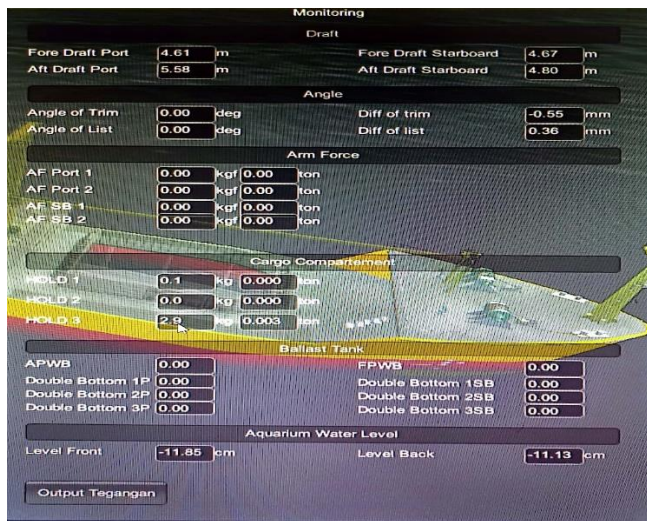 Monitoring
Draft
Fore Draft Port 4.61 m Fore Draft Starboard 4.67 m
Aft Draft Port 5.58 m Aft Draft Starboard 4.80 m
Angle
Angle of Trim 0.00 deg Diff of trim -0.55 mm
Angle of List 0.00 deg Diff of list 0.36 mm
Arm Force
AF Port 1 0.00 kgf 0.00 ton
AF Port 2 0.00 kgf 0.00 ton
AF SB 1 0.00 kgf 0.00 ton
AF SB 2 0.00 kgf 0.00 ton
Cargo Compartement
HOLD 1 0.1 kg 0.000 ton
HOLD 2 0.0 kg 0.000 ton
HOLD 3 2.9 kg 0.003 ton
Ballast Tank
APWB 0.00 FPWB 0.00
Double Bottom 1P 0.00 Double Bottom 1SB 0.00
Double Bottom 2P 0.00 Double Bottom 2SB 0.00
Double Bottom 3P 0.00 Double Bottom 3SB 0.00
Aquarium Water Level
Level Front -11.85 cm Level Back -11.13 cm
Output Tegangan